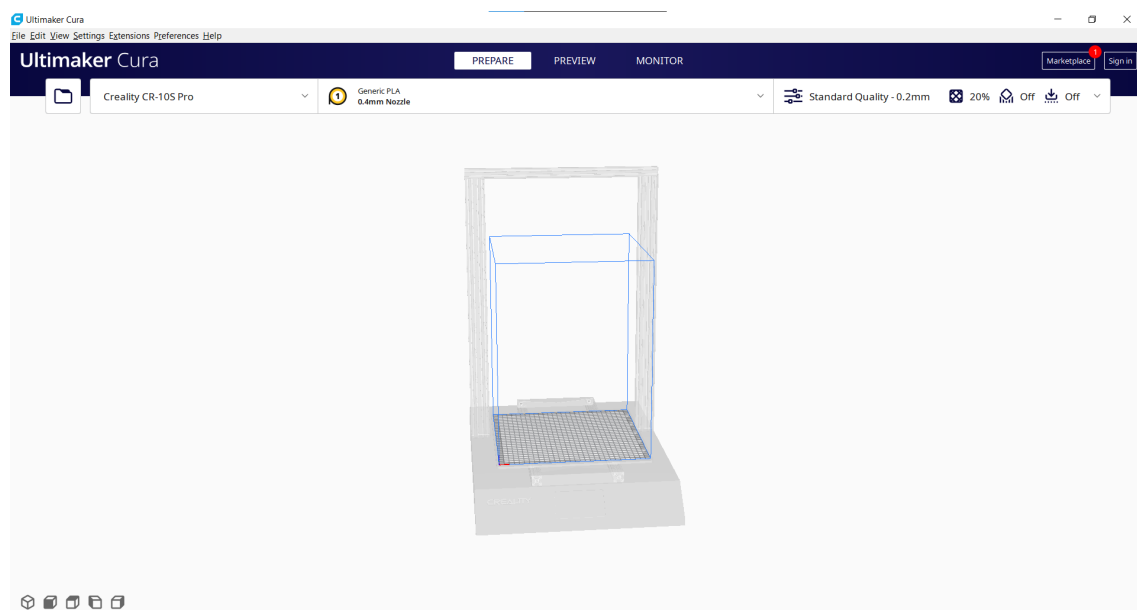 Ultimaker Cura
File Edit View Settings Extensions Preferences Help
Ultimaker Cura
PREPARE
PREVIEW
MONITOR
Marketplace
1
Sign in
Creality CR-10S Pro
1
Generic PLA
0.4mm Nozzle
Standard Quality - 0.2mm
20%
Off
Off
CREALITY